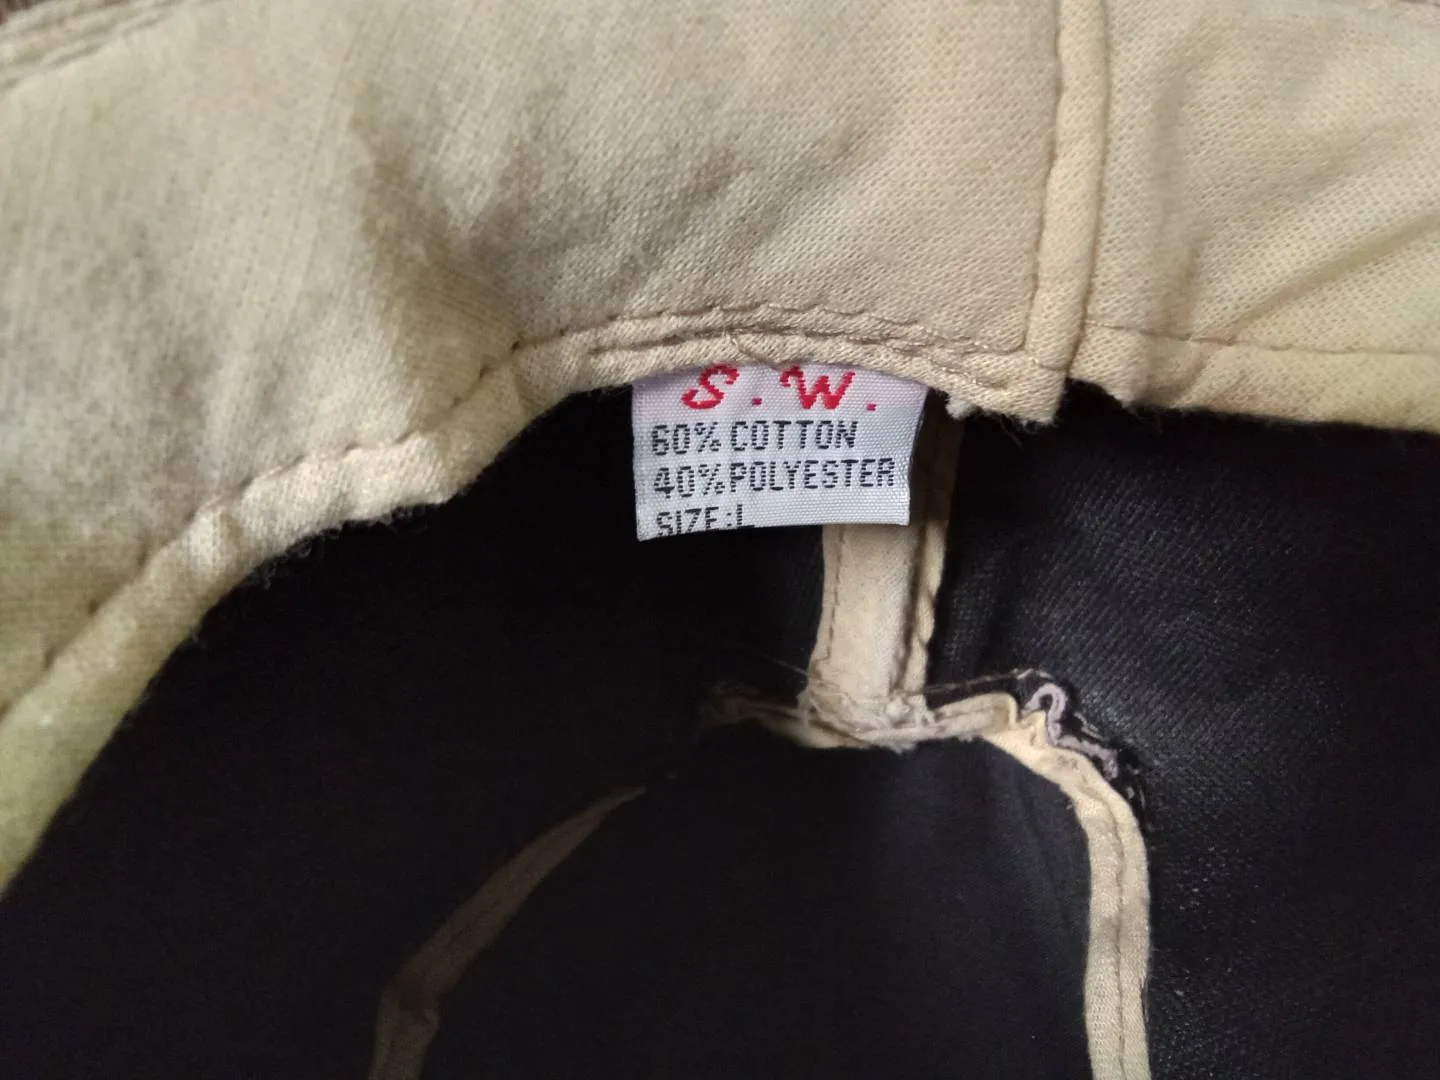 S.W.
60% COTTON
40% POLYESTER
SIZE:L